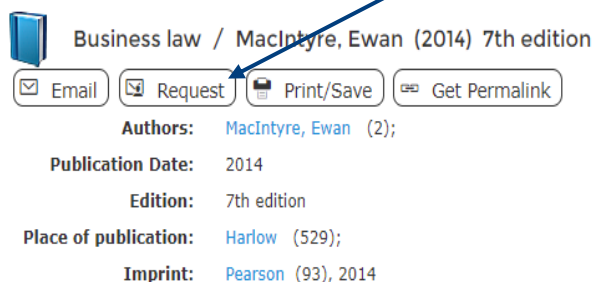 Business law / MacIntyre, Ewan (2014) 7th edition
Email Request Print/Save Get Permalink
Authors: MacIntyre, Ewan (2);
Publication Date: 2014
Edition: 7th edition
Place of publication: Harlow (529);
Imprint: Pearson (93), 2014